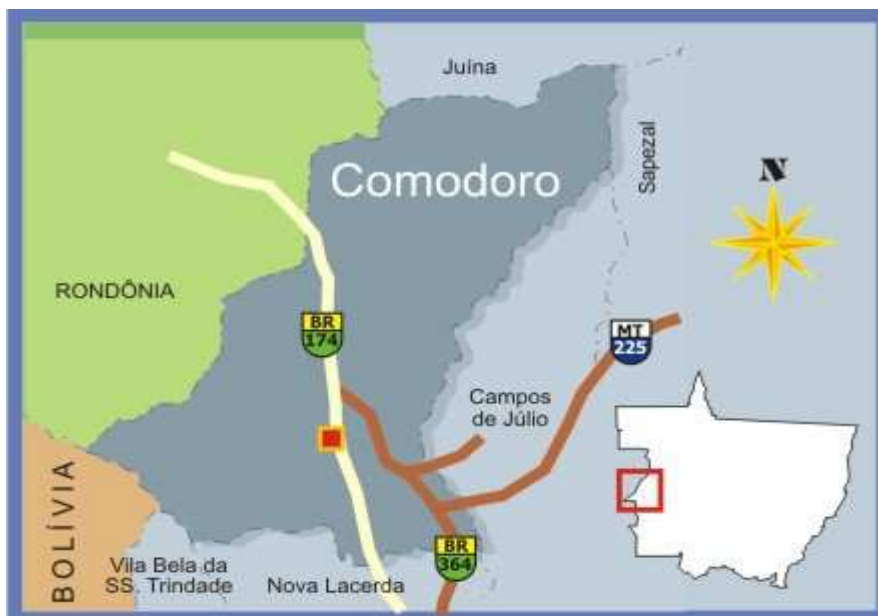 Juína
Sapezal
N
Comodoro
RONDÔNIA
BR
174
MT
225
Campos
de Júlio
BOLÍVIA
BR
364
Vila Bela da
SS. Trindade
Nova Lacerda